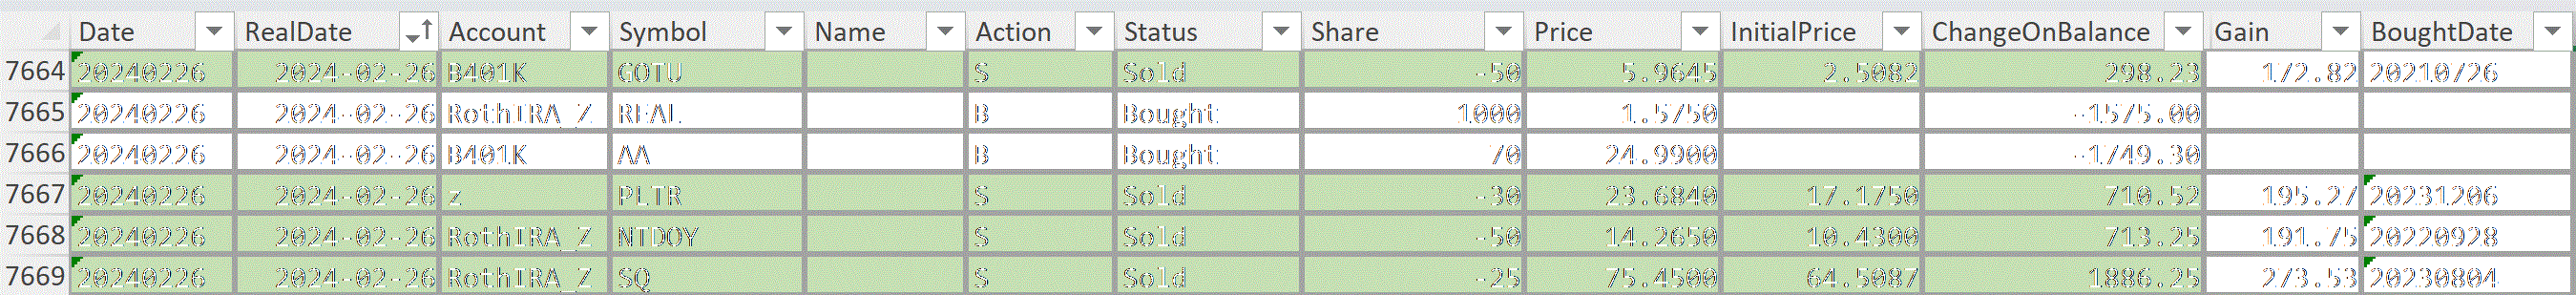 Date RealDate Account Symbol Name Action Status Share Price InitialPrice ChangeOnBalance Gain BoughtDate
7664 20240226 2024-02-26 B401K GOTU S Sold -50 5.9645 2.5082 298.23 172.82 20210726
7665 20240226 2024-02-26 RothIRA_Z REAL B Bought 1000 1.5750 -1575.00
7666 20240226 2024-02-26 B401K AA B Bought 70 24.9900 -1749.30
7667 20240226 2024-02-26 z PLTR S Sold -30 23.6840 17.1750 710.52 195.27 20231206
7668 20240226 2024-02-26 RothIRA_Z NTDOY S Sold -50 14.2650 10.4300 713.25 191.75 20220928
7669 20240226 2024-02-26 RothIRA_Z SQ S Sold -25 75.4500 64.5087 1886.25 273.53 20230804